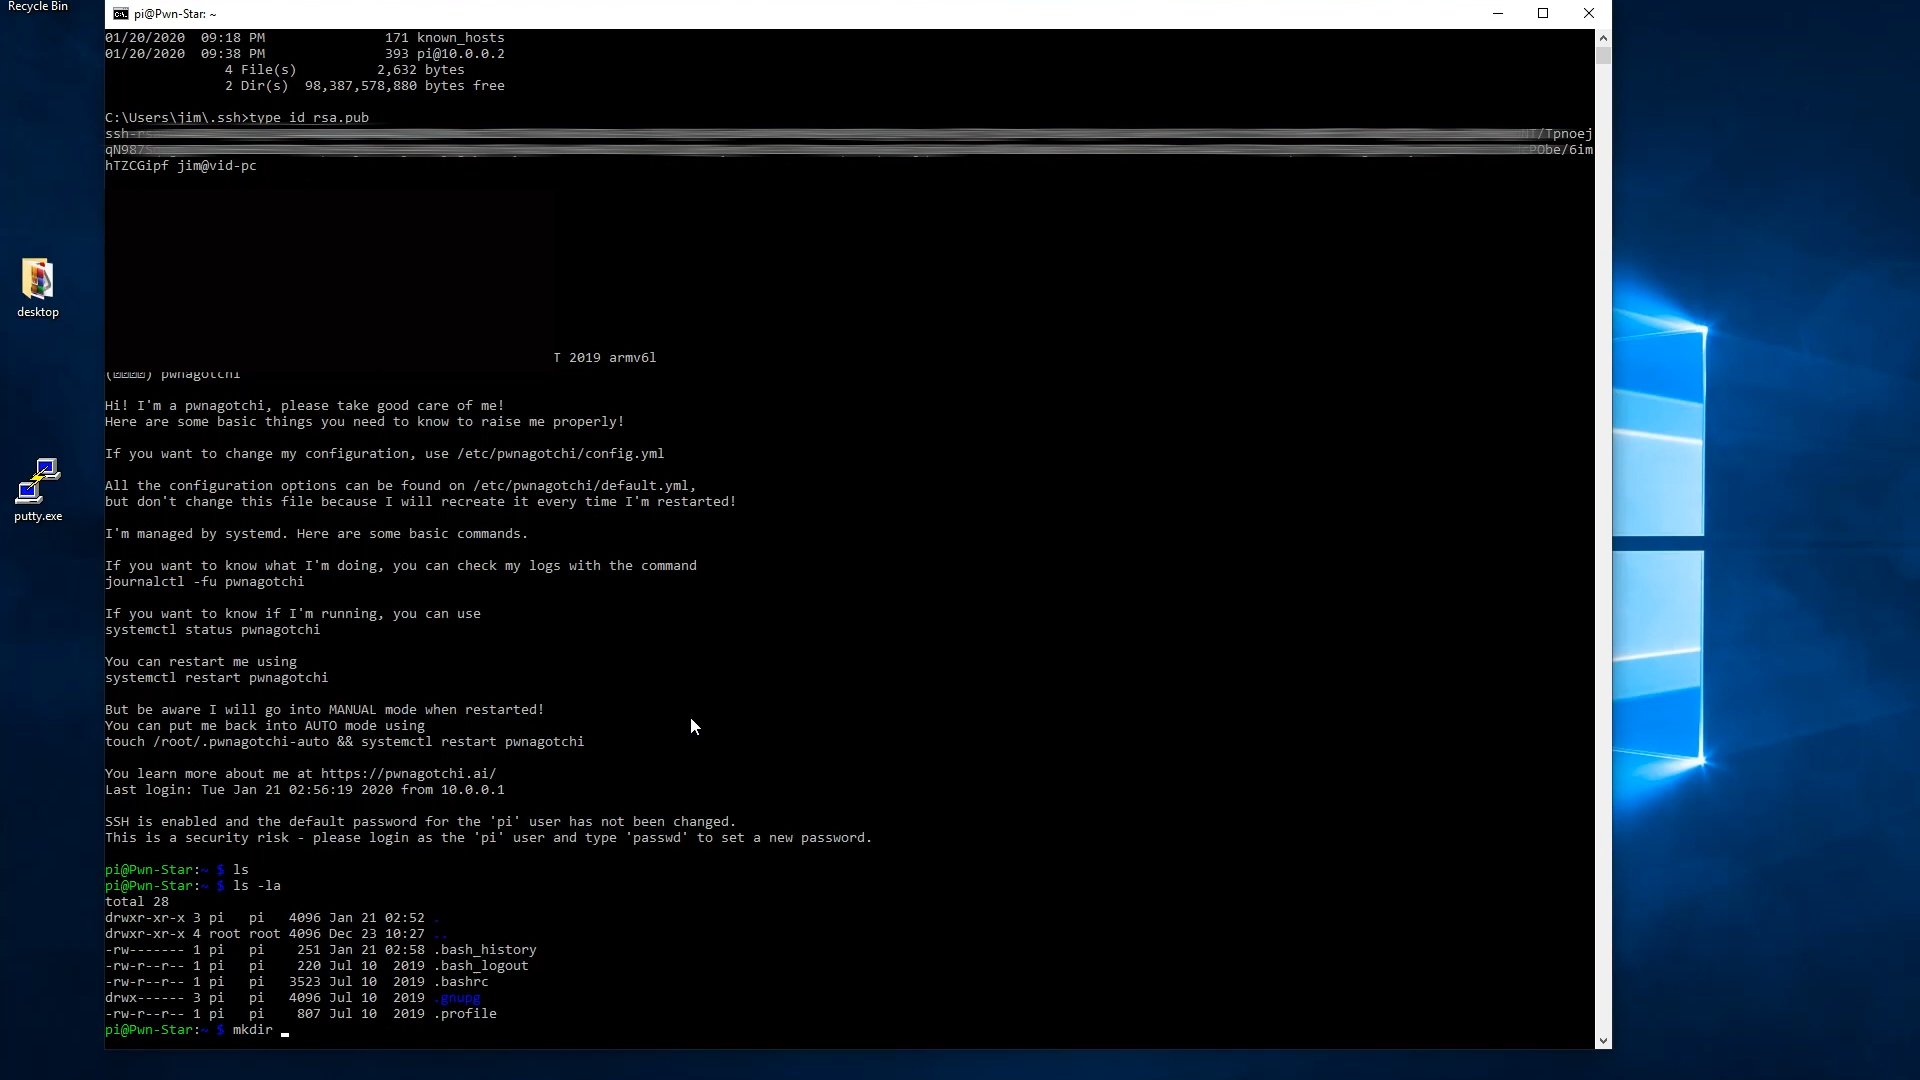 Recycle Bin
pi@Pwn-Star: ~
01/20/2020  09:18 PM               171 known_hosts
01/20/2020  09:38 PM               393 pi@10.0.0.2
               4 File(s)          2,632 bytes
               2 Dir(s)  98,387,578,880 bytes free
C:\Users\jim\.ssh>type id rsa.pub
ssh-rs
/Tpnoej
qN987
Obe/6im
hTZCGipf jim@vid-pc
desktop
T 2019 armv6l
pwnagotchi
Hi! I'm a pwnagotchi, please take good care of me!
Here are some basic things you need to know to raise me properly!
If you want to change my configuration, use /etc/pwnagotchi/config.yml
All the configuration options can be found on /etc/pwnagotchi/default.yml,
but don't change this file because I will recreate it every time I'm restarted!
putty.exe
I'm managed by systemd. Here are some basic commands.
If you want to know what I'm doing, you can check my logs with the command
journalctl -fu pwnagotchi
If you want to know if I'm running, you can use
systemctl status pwnagotchi
You can restart me using
systemctl restart pwnagotchi
But be aware I will go into MANUAL mode when restarted!
You can put me back into AUTO mode using
touch /root/.pwnagotchi-auto && systemctl restart pwnagotchi
You learn more about me at https://pwnagotchi.ai/
Last login: Tue Jan 21 02:56:19 2020 from 10.0.0.1
SSH is enabled and the default password for the 'pi' user has not been changed.
This is a security risk - please login as the 'pi' user and type 'passwd' to set a new password.
pi@Pwn-Star:~ $ ls
pi@Pwn-Star:~ $ ls -la
total 28
drwxr-xr-x 3 pi   pi   4096 Jan 21 02:52 .
drwxr-xr-x 4 root root 4096 Dec 23 10:27 ..
-rw------- 1 pi   pi    251 Jan 21 02:58 .bash_history
-rw-r--r-- 1 pi   pi    220 Jul 10  2019 .bash_logout
-rw-r--r-- 1 pi   pi   3523 Jul 10  2019 .bashrc
drwx------ 3 pi   pi   4096 Jul 10  2019 .gnupg
-rw-r--r-- 1 pi   pi    807 Jul 10  2019 .profile
pi@Pwn-Star:~ $ mkdir _